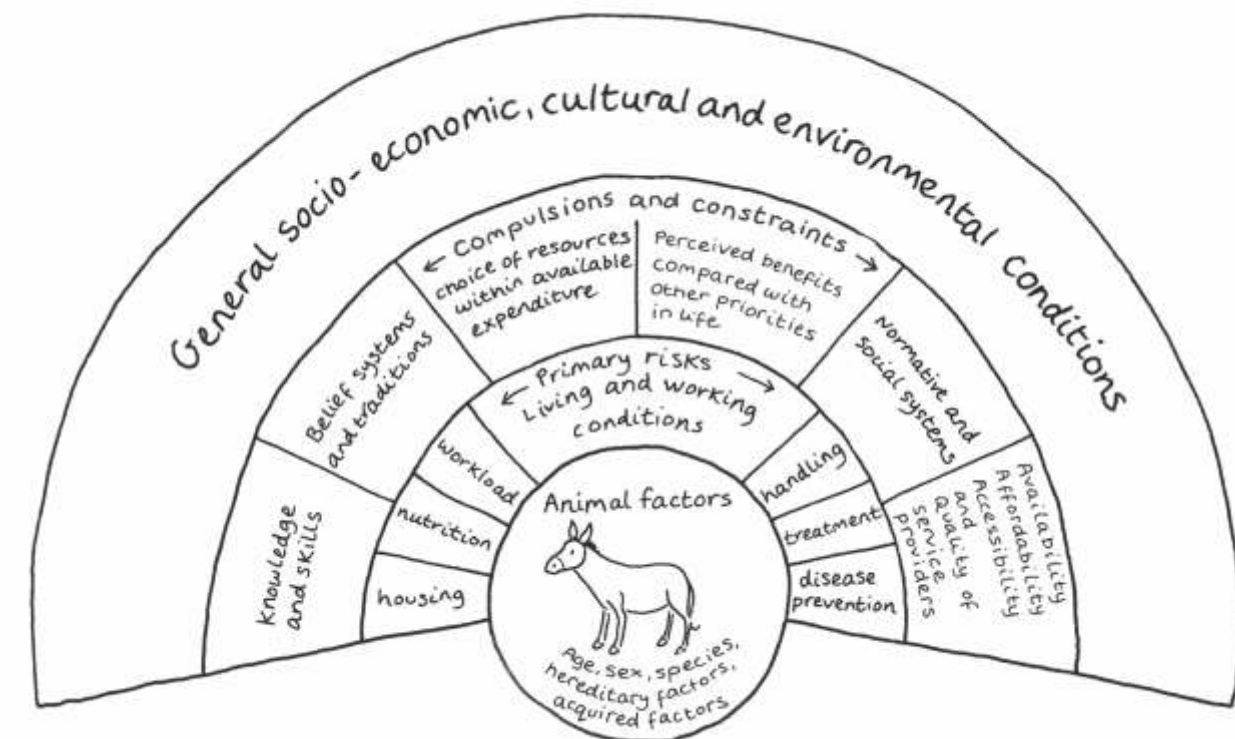 General socio-economic, cultural and environmental conditions
← Compulsions and constraints →
choice of resources
within available
expenditure
Perceived benefits
compared with
other priorities
in life
Belief systems
and traditions
Normative and
social systems
Knowledge
and skills
Availability
Affordability
Accessibility
and
Quality of
service
providers
← Primary risks →
Living and working
conditions
workload
nutrition
housing
handling
treatment
disease
prevention
Animal factors
Age, sex, species,
hereditary factors,
acquired factors